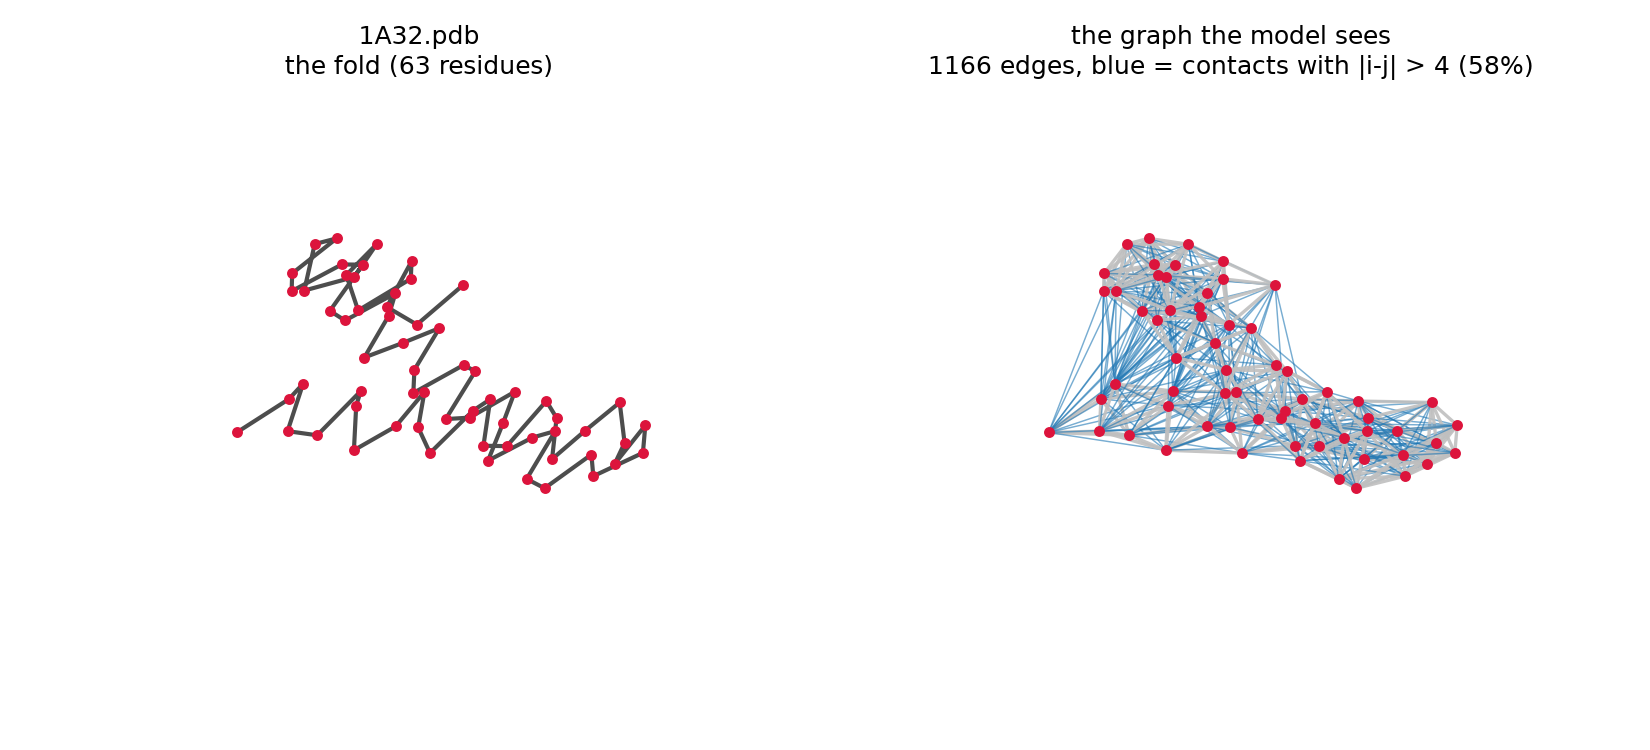 1A32.pdb
the fold (63 residues)
the graph the model sees
1166 edges, blue = contacts with |i-j| > 4 (58%)